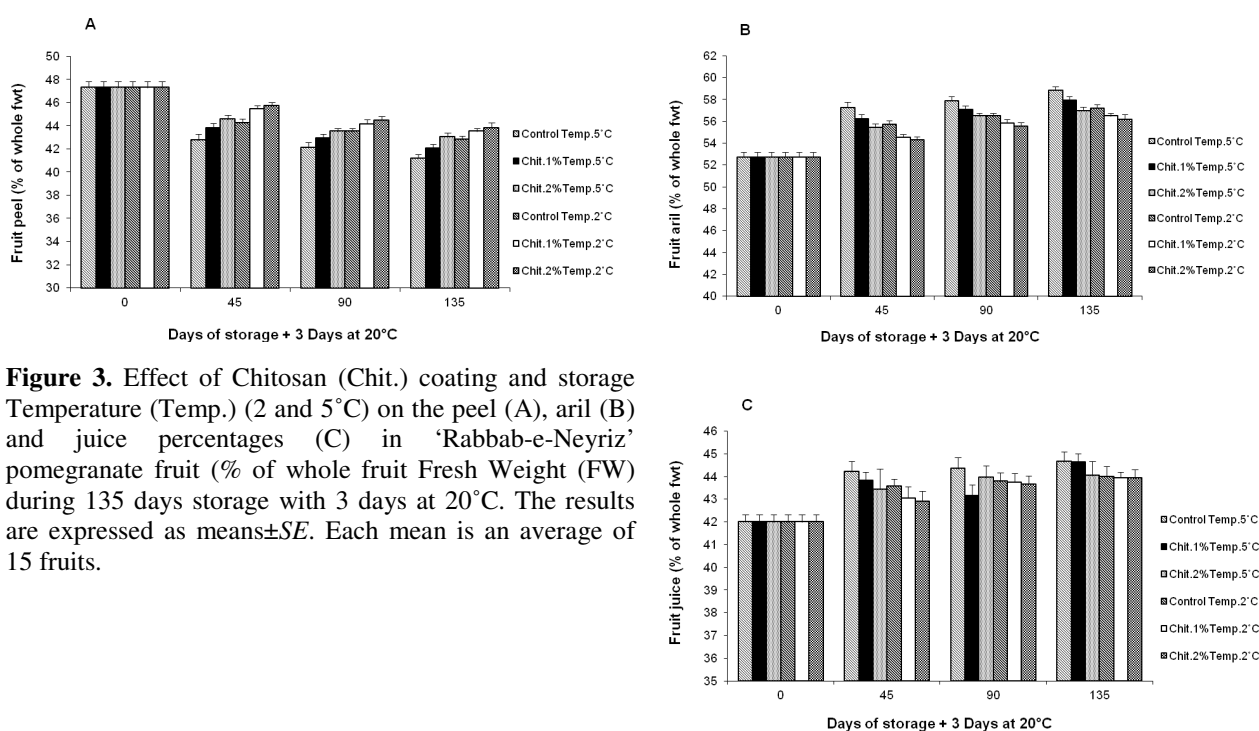 A
50
48
46
44
42
40
38
36
34
32
30
Fruit peel (% of whole fwt)
0
45
90
135
Days of storage + 3 Days at 20°C
Control Temp.5˚C
Chit.1%Temp.5˚C
Chit.2%Temp.5˚C
Control Temp.2˚C
Chit.1%Temp.2˚C
Chit.2%Temp.2˚C
B
62
60
58
56
54
52
50
48
46
44
42
40
Fruit aril (% of whole fwt)
0
45
90
135
Days of storage + 3 Days at 20°C
Control Temp.5˚C
Chit.1%Temp.5˚C
Chit.2%Temp.5˚C
Control Temp.2˚C
Chit.1%Temp.2˚C
Chit.2%Temp.2˚C
Figure 3. Effect of Chitosan (Chit.) coating and storage
Temperature (Temp.) (2 and 5˚C) on the peel (A), aril (B)
and juice percentages (C) in ‘Rabbab-e-Neyriz’
pomegranate fruit (% of whole fruit Fresh Weight (FW)
during 135 days storage with 3 days at 20˚C. The results
are expressed as means±SE. Each mean is an average of
15 fruits.
C
46
45
44
43
42
41
40
39
38
37
36
35
Fruit juice (% of whole fwt)
0
45
90
135
Days of storage + 3 Days at 20°C
Control Temp.5˚C
Chit.1%Temp.5˚C
Chit.2%Temp.5˚C
Control Temp.2˚C
Chit.1%Temp.2˚C
Chit.2%Temp.2˚C